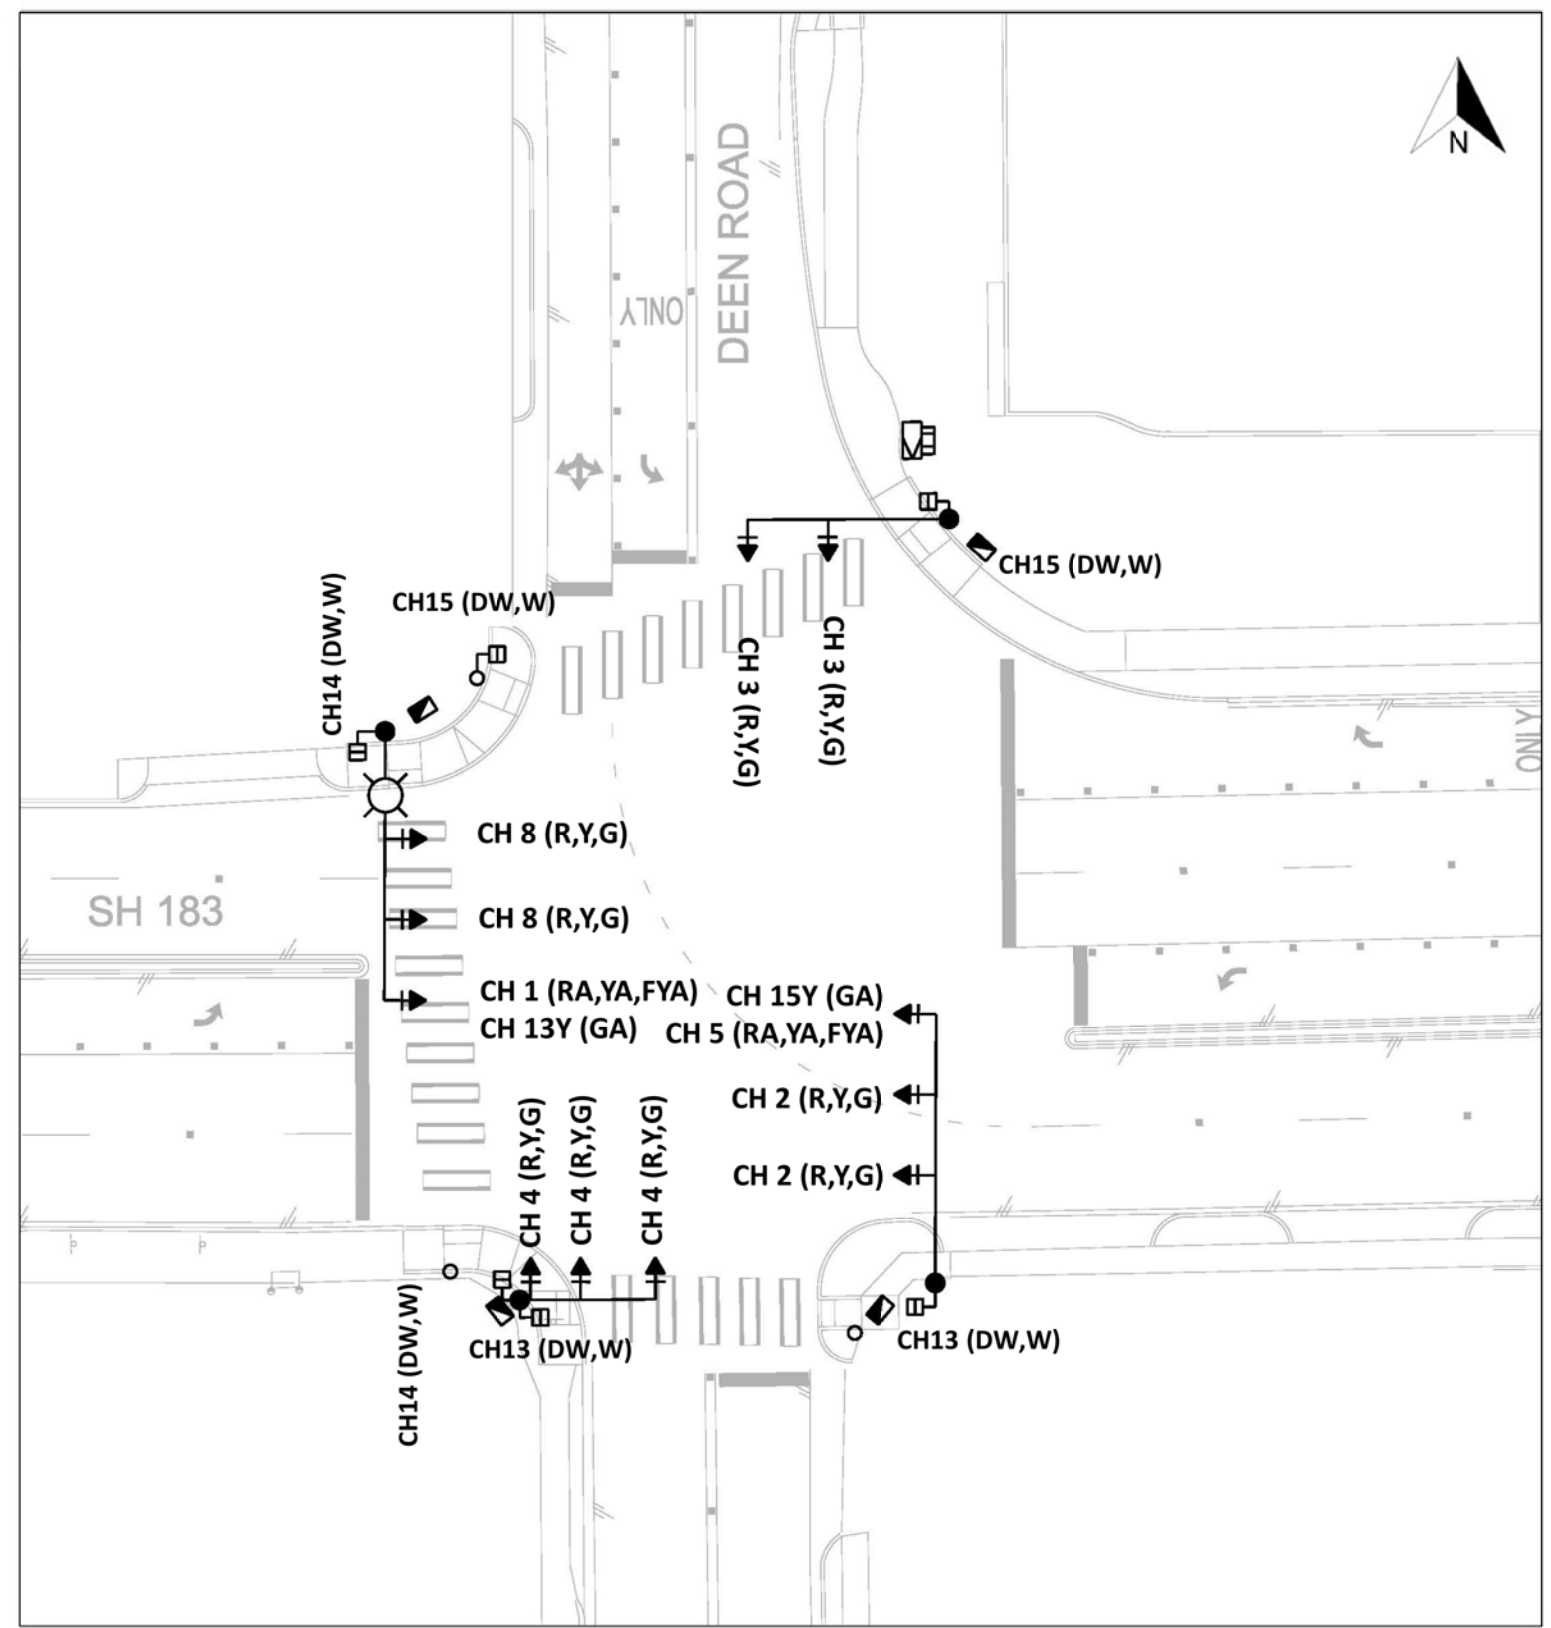 DEEN ROAD
N
ONLY
CH15 (DW,W)
CH15 (DW,W)
CH14 (DW,W)
CH 3 (R,Y,G)
CH 3 (R,Y,G)
ONLY
CH 8 (R,Y,G)
SH 183
CH 8 (R,Y,G)
CH 1 (RA,YA,FYA)
CH 13Y (GA)
CH 15Y (GA)
CH 5 (RA,YA,FYA)
CH 2 (R,Y,G)
CH 4 (R,Y,G)
CH 4 (R,Y,G)
CH 4 (R,Y,G)
CH 2 (R,Y,G)
CH14 (DW,W)
CH13 (DW,W)
CH13 (DW,W)